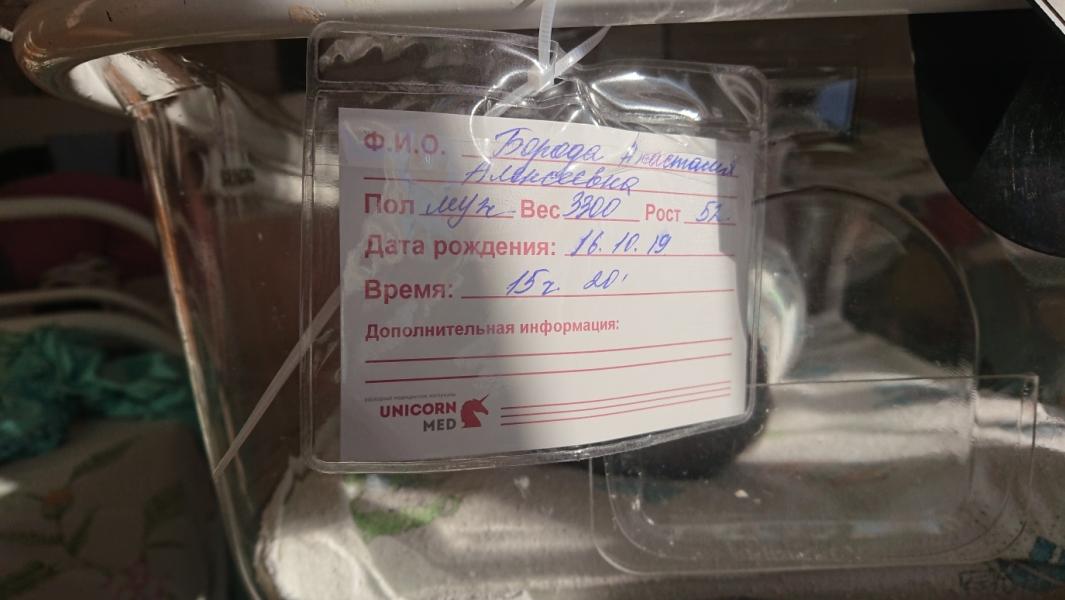 Ф.И.О. Борода Анастасия
Алексеевна
Пол муж Вес 3300 Рост 52
Дата рождения: 16.10.19
Время: 15ч. 20'
Дополнительная информация:
UNICORN
MED